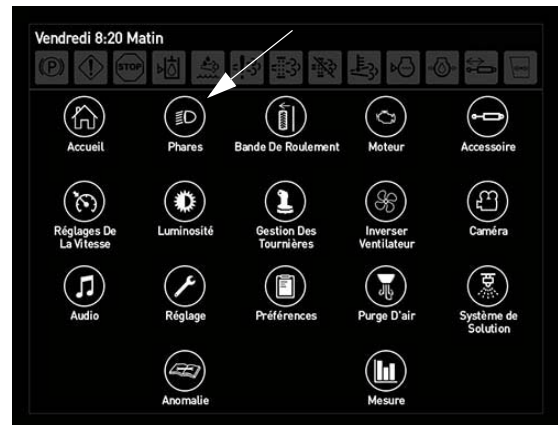 Vendredi 8:20 Matin
STOP
Accueil
Phares
Bande De Roulement
Moteur
Accessoire
Réglages De
La Vitesse
Luminosité
Gestion Des
Tournières
Inverser
Ventilateur
Caméra
Audio
Réglage
Préférences
Purge D'air
Système de
Solution
Anomalie
Mesure